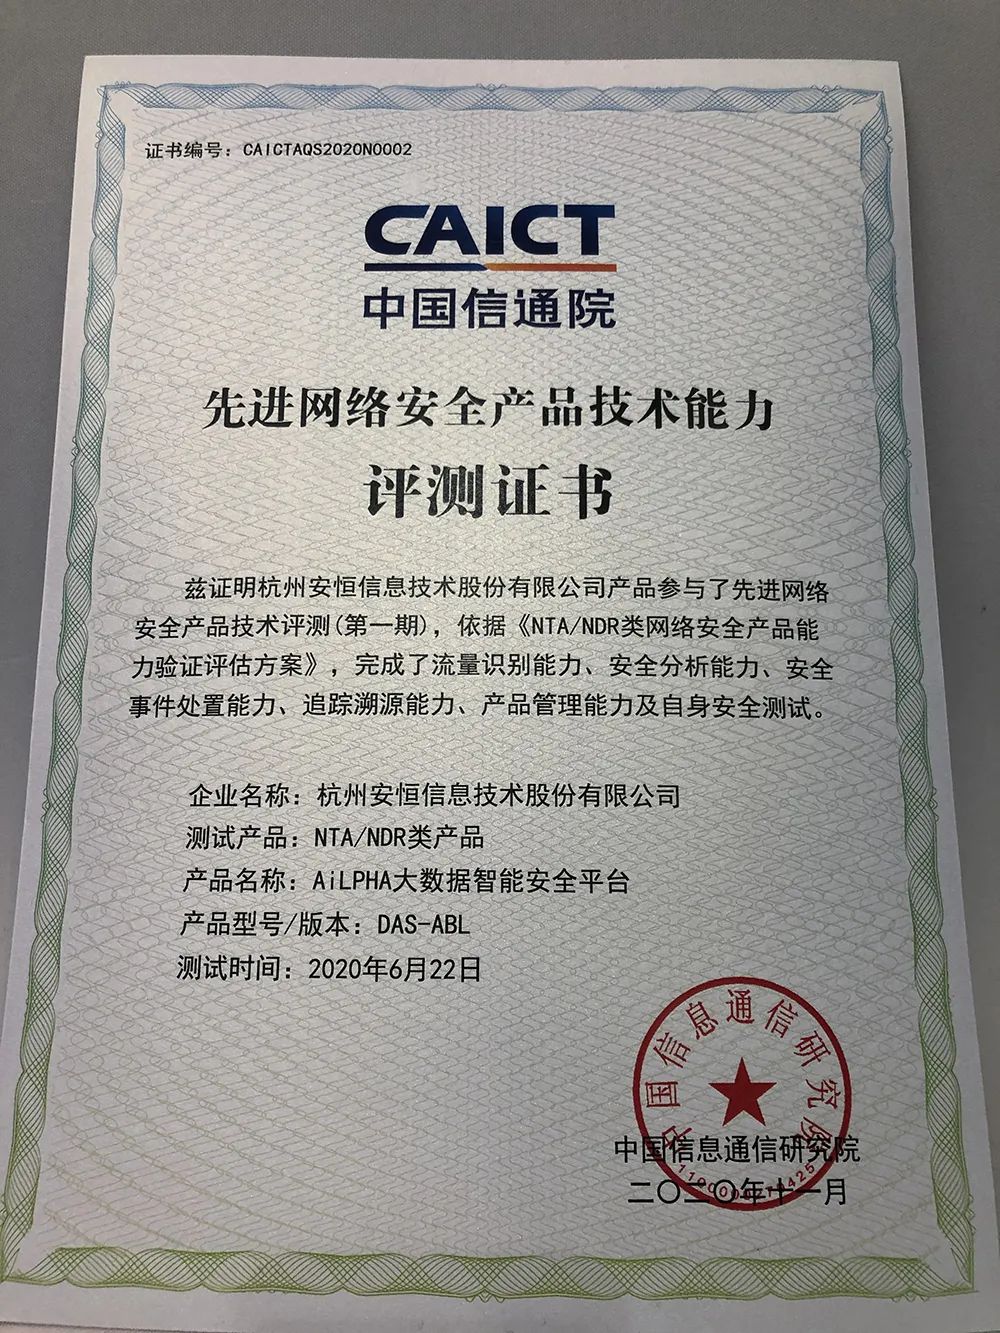 证书编号：CAICTAQS2020N0002
CAICT
中国信通院
先进网络安全产品技术能力
评测证书
兹证明杭州安恒信息技术股份有限公司产品参与了先进网络
安全产品技术评测(第一期)，依据《NTA/NDR类网络安全产品能
力验证评估方案》，完成了流量识别能力、安全分析能力、安全
事件处置能力、追踪溯源能力、产品管理能力及自身安全测试。
企业名称：杭州安恒信息技术股份有限公司
测试产品：NTA/NDR类产品
产品名称：AiLPHA大数据智能安全平台
产品型号/版本：DAS-ABL
测试时间：2020年6月22日
中国信息通信研究院
中国信息通信研究院
二〇二〇年十一月